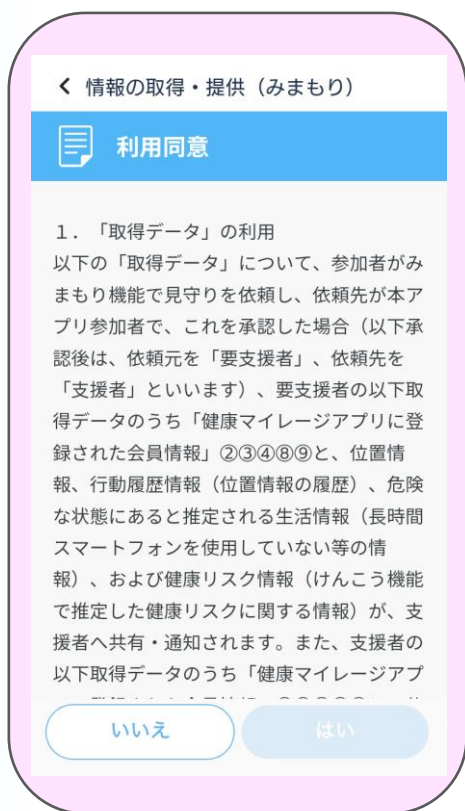 情報の取得・提供（みまもり）
利用同意
１．「取得データ」の利用
以下の「取得データ」について、参加者がみ
まもり機能で見守りを依頼し、依頼先が本ア
プリ参加者で、これを承認した場合（以下承
認後は、依頼元を「要支援者」、依頼先を
「支援者」といいます）、要支援者の以下取
得データのうち「健康マイレージアプリに登
録された会員情報」②③④⑧⑨と、位置情
報、行動履歴情報（位置情報の履歴）、危険
な状態にあると推定される生活情報（長時間
スマートフォンを使用していない等の情
報）、および健康リスク情報（けんこう機能
で推定した健康リスクに関する情報）が、支
援者へ共有・通知されます。また、支援者の
以下取得データのうち「健康マイレージアプ
いいえ
はい